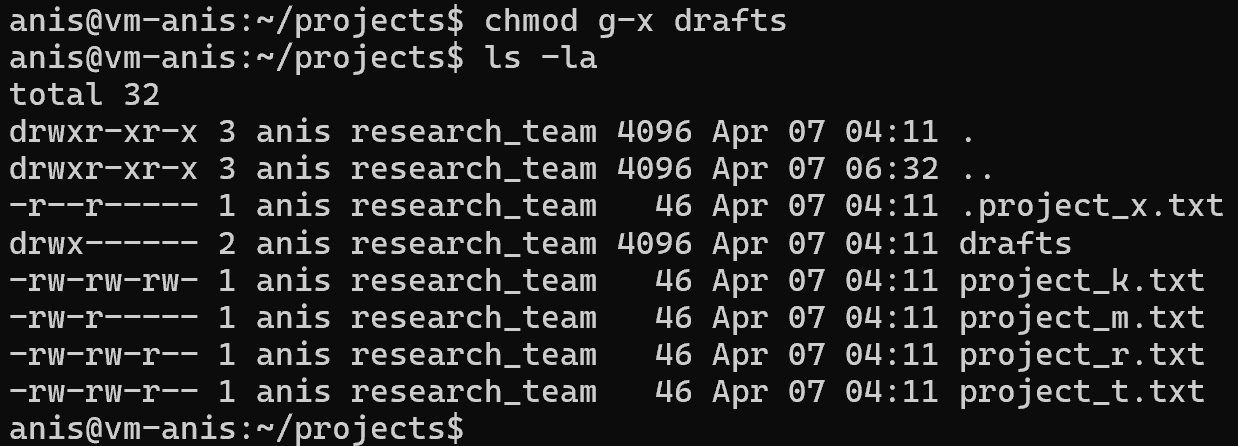 anis@vm-anis:~/projects$ chmod g-x drafts
anis@vm-anis:~/projects$ ls -la
total 32
drwxr-xr-x 3 anis research_team 4096 Apr 07 04:11 .
drwxr-xr-x 3 anis research_team 4096 Apr 07 06:32 ..
-r--r----- 1 anis research_team   46 Apr 07 04:11 .project_x.txt
drwx------ 2 anis research_team 4096 Apr 07 04:11 drafts
-rw-rw-rw- 1 anis research_team   46 Apr 07 04:11 project_k.txt
-rw-r----- 1 anis research_team   46 Apr 07 04:11 project_m.txt
-rw-rw-r-- 1 anis research_team   46 Apr 07 04:11 project_r.txt
-rw-rw-r-- 1 anis research_team   46 Apr 07 04:11 project_t.txt
anis@vm-anis:~/projects$